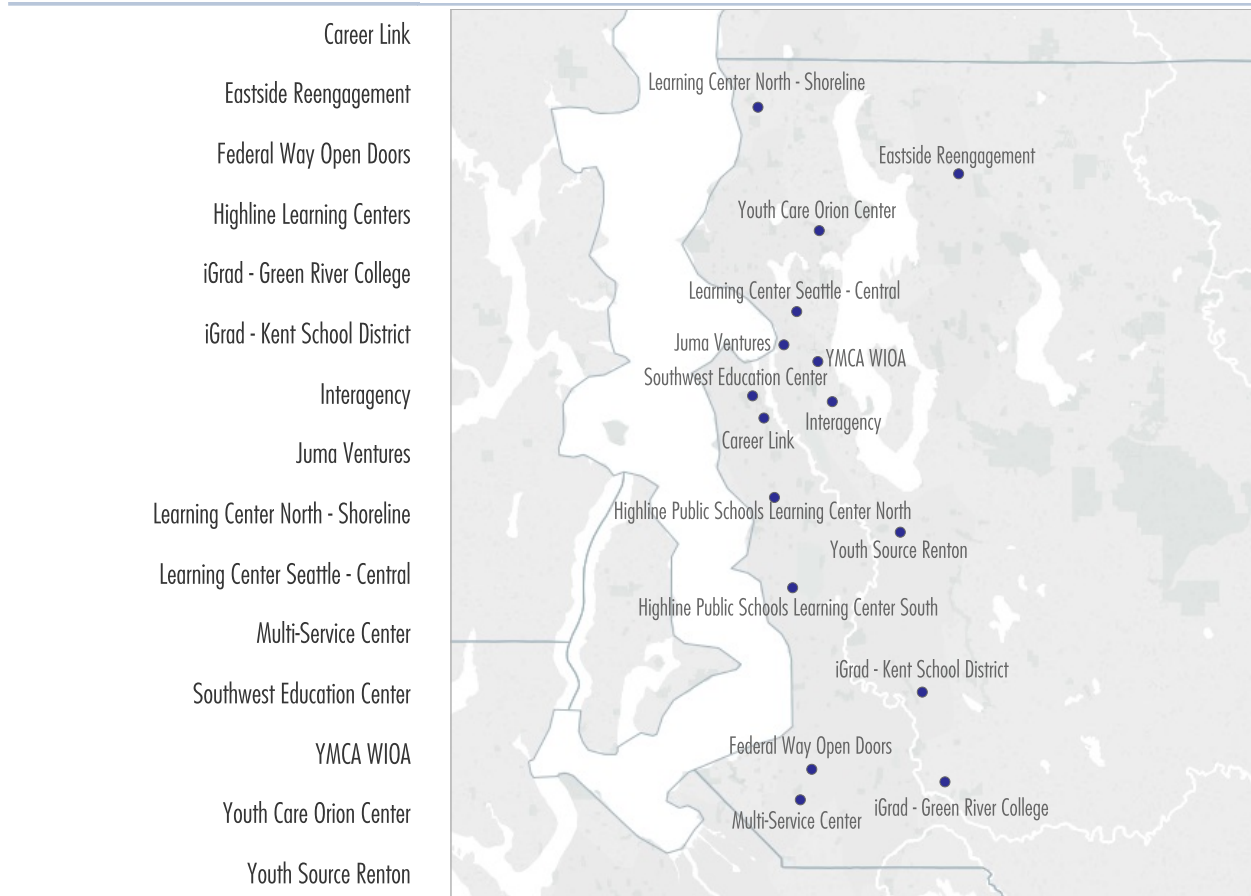 Career Link
Eastside Reengagement
Federal Way Open Doors
Highline Learning Centers
iGrad - Green River College
iGrad - Kent School District
Interagency
Juma Ventures
Learning Center North - Shoreline
Learning Center Seattle - Central
Multi-Service Center
Southwest Education Center
YMCA WIOA
Youth Care Orion Center
Youth Source Renton
Learning Center North - Shoreline
Eastside Reengagement
Youth Care Orion Center
Learning Center Seattle - Central
Juma Ventures
YMCA WIOA
Southwest Education Center
Interagency
Career Link
Highline Public Schools Learning Center North
Youth Source Renton
Highline Public Schools Learning Center South
iGrad - Kent School District
Federal Way Open Doors
iGrad - Green River College
Multi-Service Center